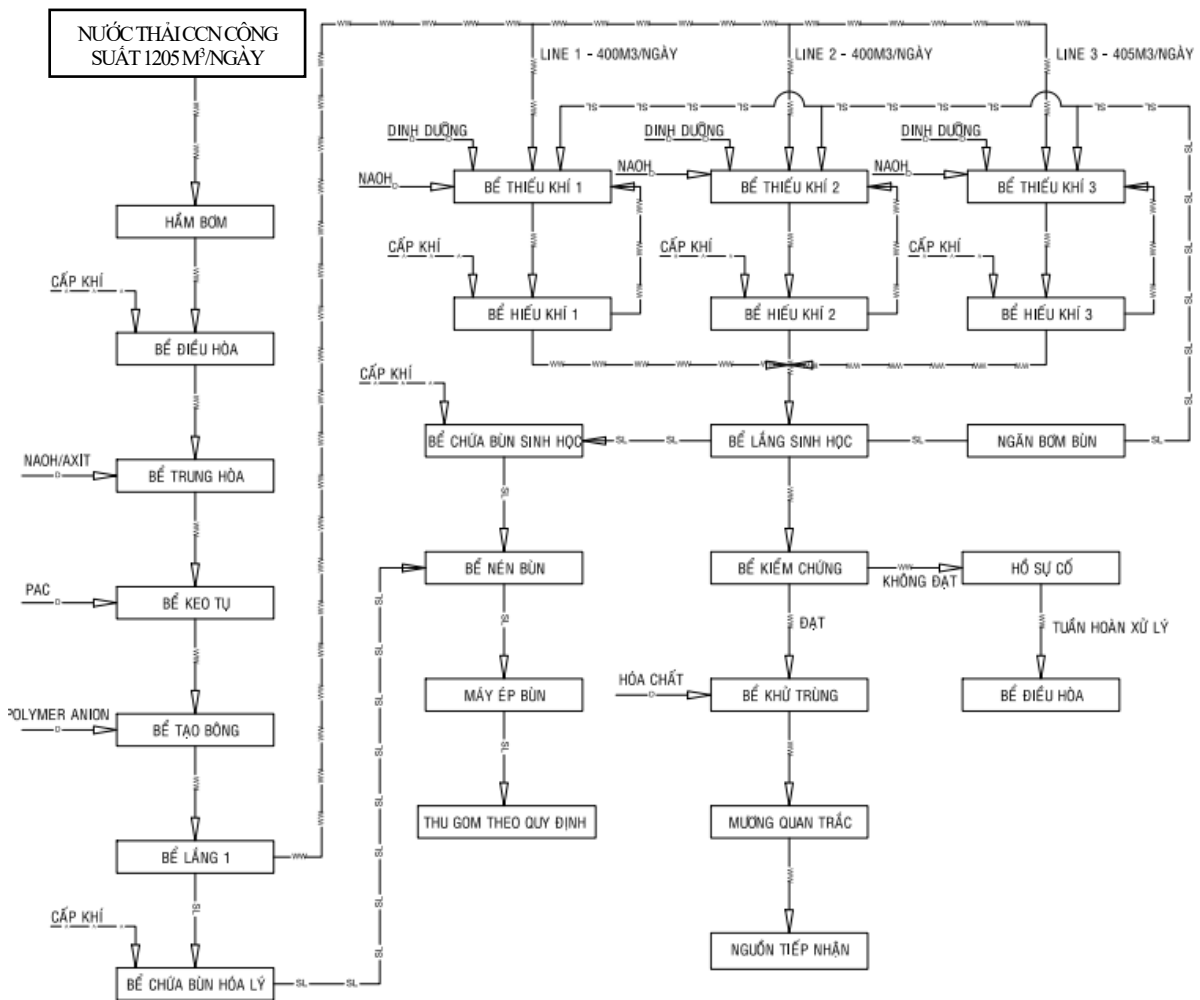 NƯỚC THẢI CCN CÔNG
SUẤT 1205 M³/NGÀY
HẦM BƠM
CẤP KHÍ
BỂ ĐIỀU HÒA
NAOH/AXÍT
BỂ TRUNG HÒA
PAC
BỂ KEO TỤ
POLYMER ANION
BỂ TẠO BÔNG
BỂ LẮNG 1
CẤP KHÍ
BỂ CHỨA BÙN HÓA LÝ
LINE 1 - 400M3/NGÀY
LINE 2 - 400M3/NGÀY
LINE 3 - 405M3/NGÀY
DINH DƯỠNG
DINH DƯỠNG
DINH DƯỠNG
NAOH
NAOH
NAOH
BỂ THIẾU KHÍ 1
BỂ THIẾU KHÍ 2
BỂ THIẾU KHÍ 3
CẤP KHÍ
CẤP KHÍ
CẤP KHÍ
BỂ HIẾU KHÍ 1
BỂ HIẾU KHÍ 2
BỂ HIẾU KHÍ 3
CẤP KHÍ
BỂ CHỨA BÙN SINH HỌC
BỂ LẮNG SINH HỌC
NGĂN BƠM BÙN
BỂ NÉN BÙN
BỂ KIỂM CHỨNG
KHÔNG ĐẠT
HỒ SỰ CỐ
ĐẠT
TUẦN HOÀN XỬ LÝ
MÁY ÉP BÙN
HÓA CHẤT
BỂ KHỬ TRÙNG
BỂ ĐIỀU HÒA
THU GOM THEO QUY ĐỊNH
MƯƠNG QUAN TRẮC
NGUỒN TIẾP NHẬN